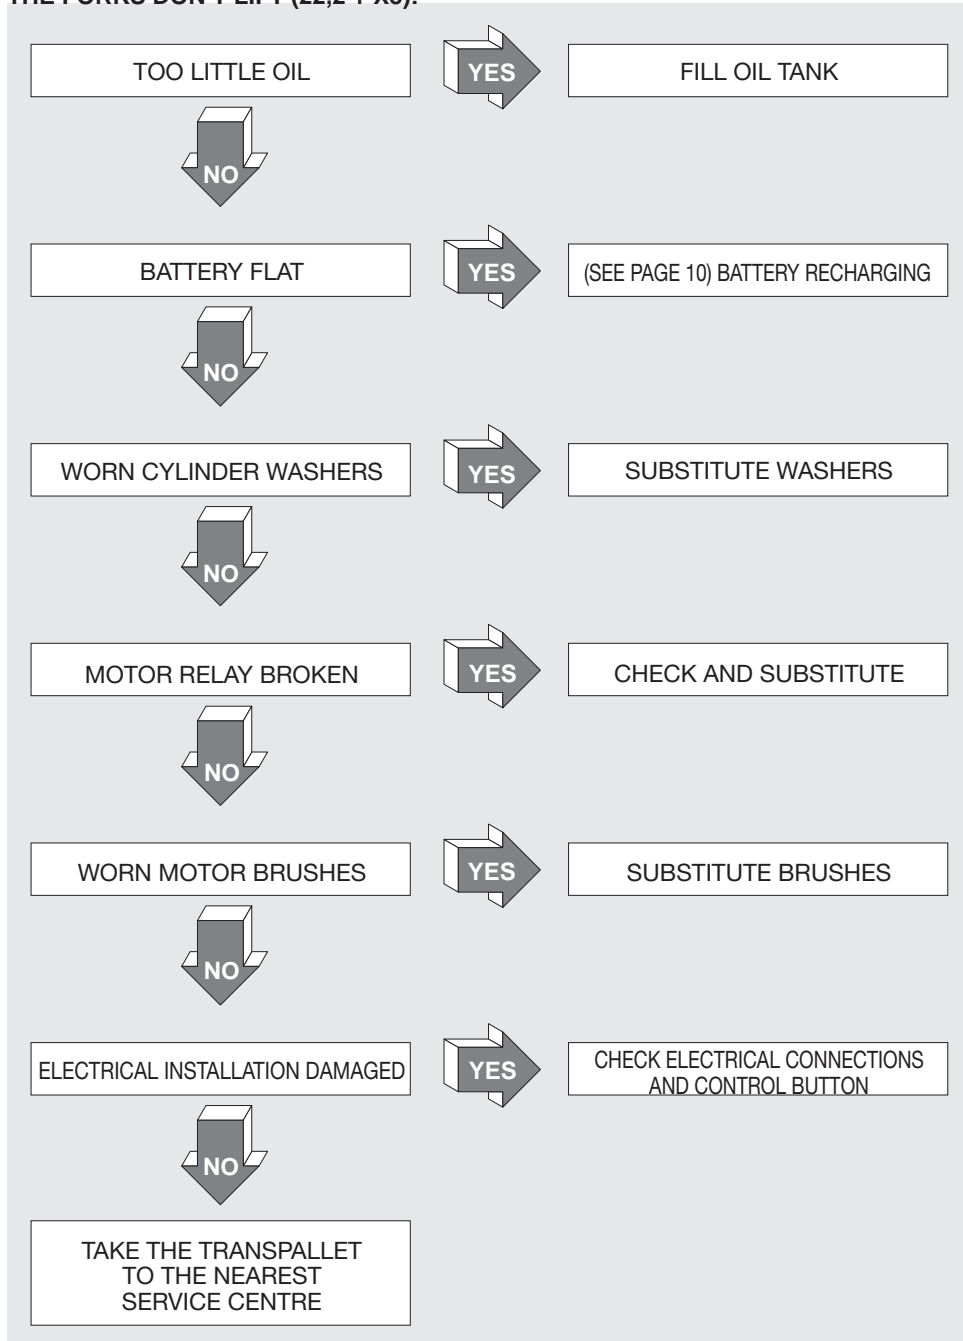 TOO LITTLE OIL
YES
FILL OIL TANK
NO
BATTERY FLAT
YES
(SEE PAGE 10) BATTERY RECHARGING
NO
WORN CYLINDER WASHERS
YES
SUBSTITUTE WASHERS
NO
MOTOR RELAY BROKEN
YES
CHECK AND SUBSTITUTE
NO
WORN MOTOR BRUSHES
YES
SUBSTITUTE BRUSHES
NO
ELECTRICAL INSTALLATION DAMAGED
YES
CHECK ELECTRICAL CONNECTIONS
AND CONTROL BUTTON
NO
TAKE THE TRANSPALLET
TO THE NEAREST
SERVICE CENTRE